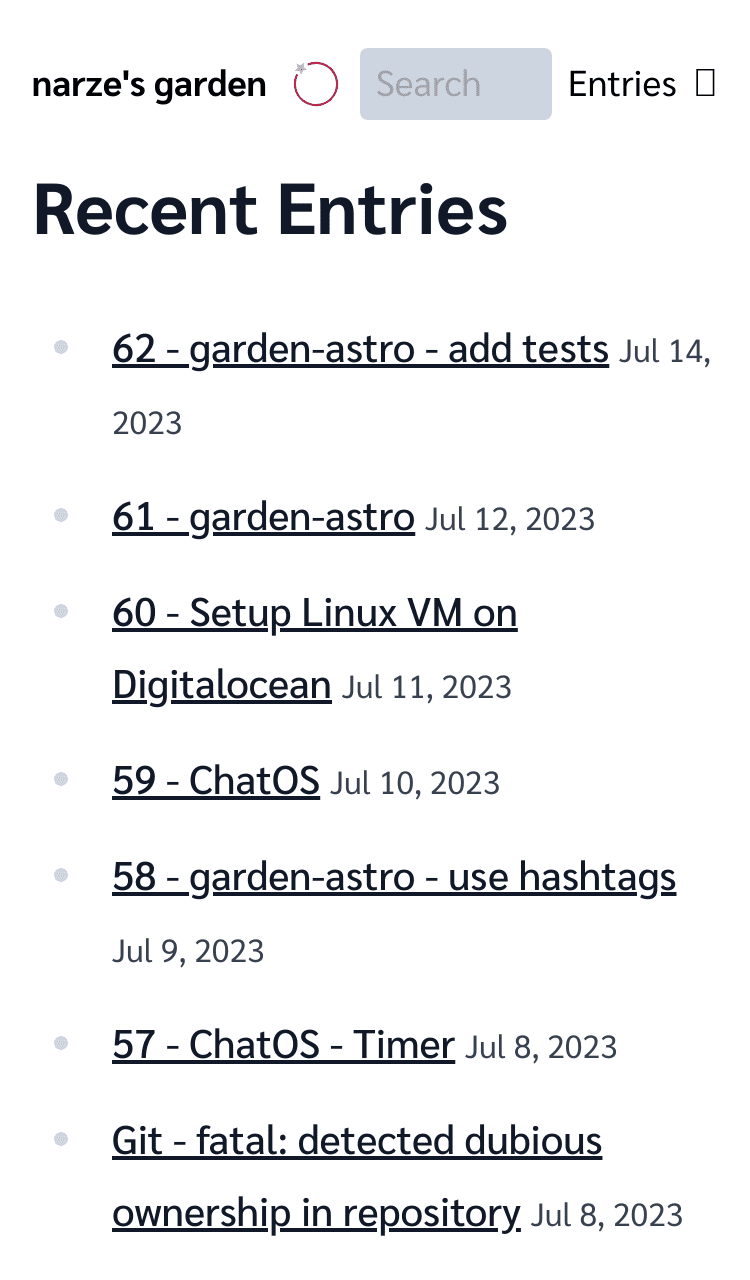 narze's garden Search Entries
Recent Entries
62 - garden-astro - add tests Jul 14,
2023
61 - garden-astro Jul 12, 2023
60 - Setup Linux VM on
Digitalocean Jul 11, 2023
59 - ChatOS Jul 10, 2023
58 - garden-astro - use hashtags
Jul 9, 2023
57 - ChatOS - Timer Jul 8, 2023
Git - fatal: detected dubious
ownership in repository Jul 8, 2023